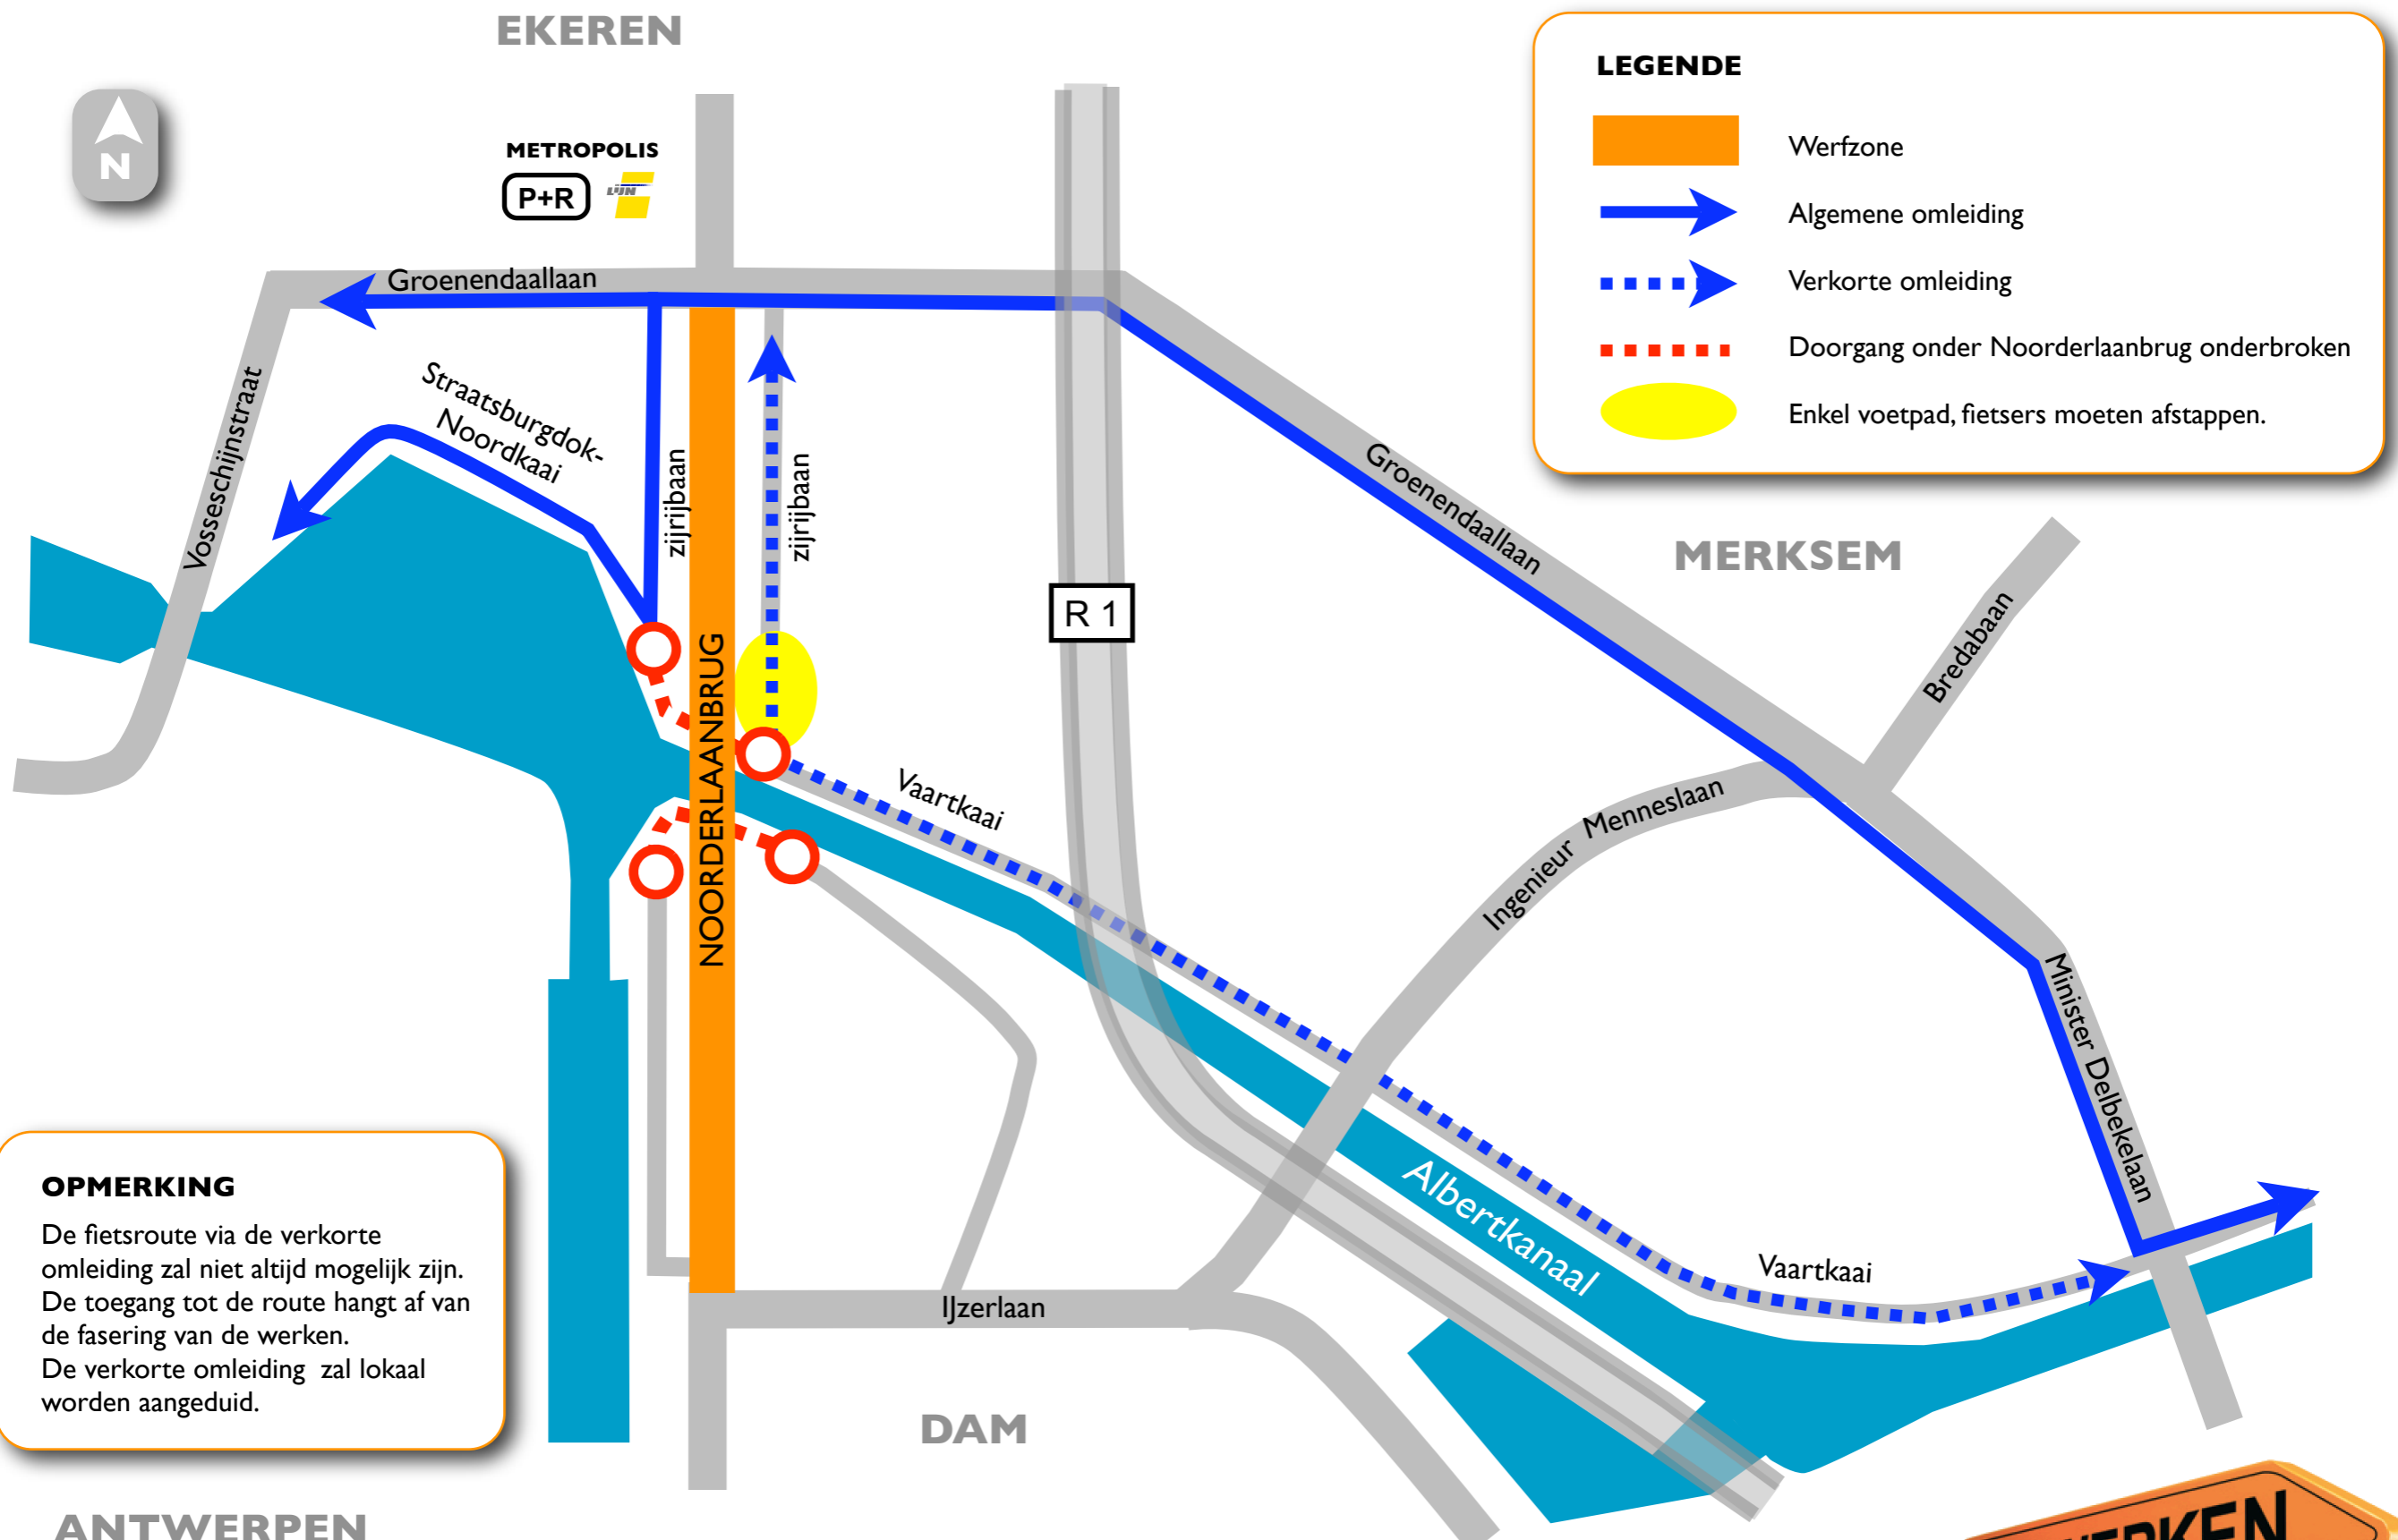 EKEREN
LEGENDE
Werfzone
Algemene omleiding
Verkorte omleiding
Doorgang onder Noorderlaanbrug onderbroken
Enkel voetpad, fietsers moeten afstappen.
N
METROPOLIS
P+R
LIJN
Groenendaallaan
Straatsburgdok-
Noordkaai
Vosseschijnstraat
zijrijbaan
zijrijbaan
NOORDERLAANBRUG
R 1
Groenendaallaan
MERKSEM
Bredabaan
Vaartkaai
Ingenieur Menneslaan
Minister Delbekelaan
Albertkanaal
Vaartkaai
IJzerlaan
OPMERKING
De fietsroute via de verkorte
omleiding zal niet altijd mogelijk zijn.
De toegang tot de route hangt af van
de fasering van de werken.
De verkorte omleiding zal lokaal
worden aangeduid.
DAM
ANTWERPEN